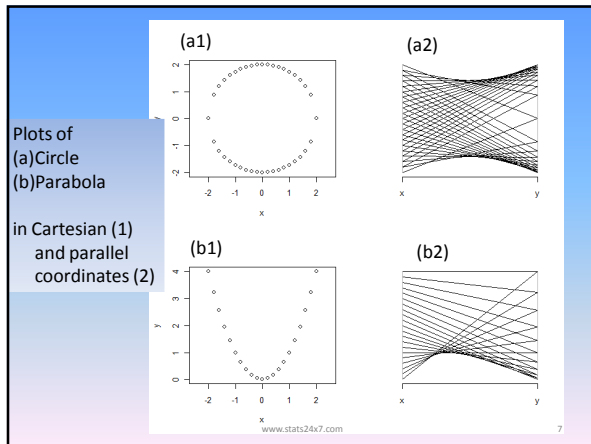 Plots of
(a)Circle
(b)Parabola
in Cartesian (1)
and parallel
coordinates (2)
(a1)
y
2
1
0
-1
-2
-2 -1 0 1 2
x
(a2)
x y
(b1)
y
4
3
2
1
0
-2 -1 0 1 2
x
(b2)
x y
www.stats24x7.com
7